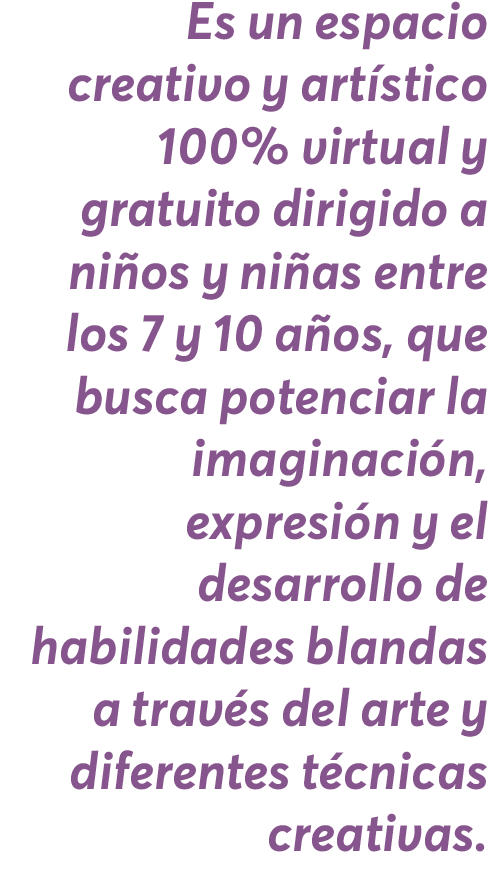 Es un espacio
creativo y artístico
100% virtual y
gratuito dirigido a
niños y niñas entre
los 7 y 10 años, que
busca potenciar la
imaginación,
expresión y el
desarrollo de
habilidades blandas
a través del arte y
diferentes técnicas
creativas.